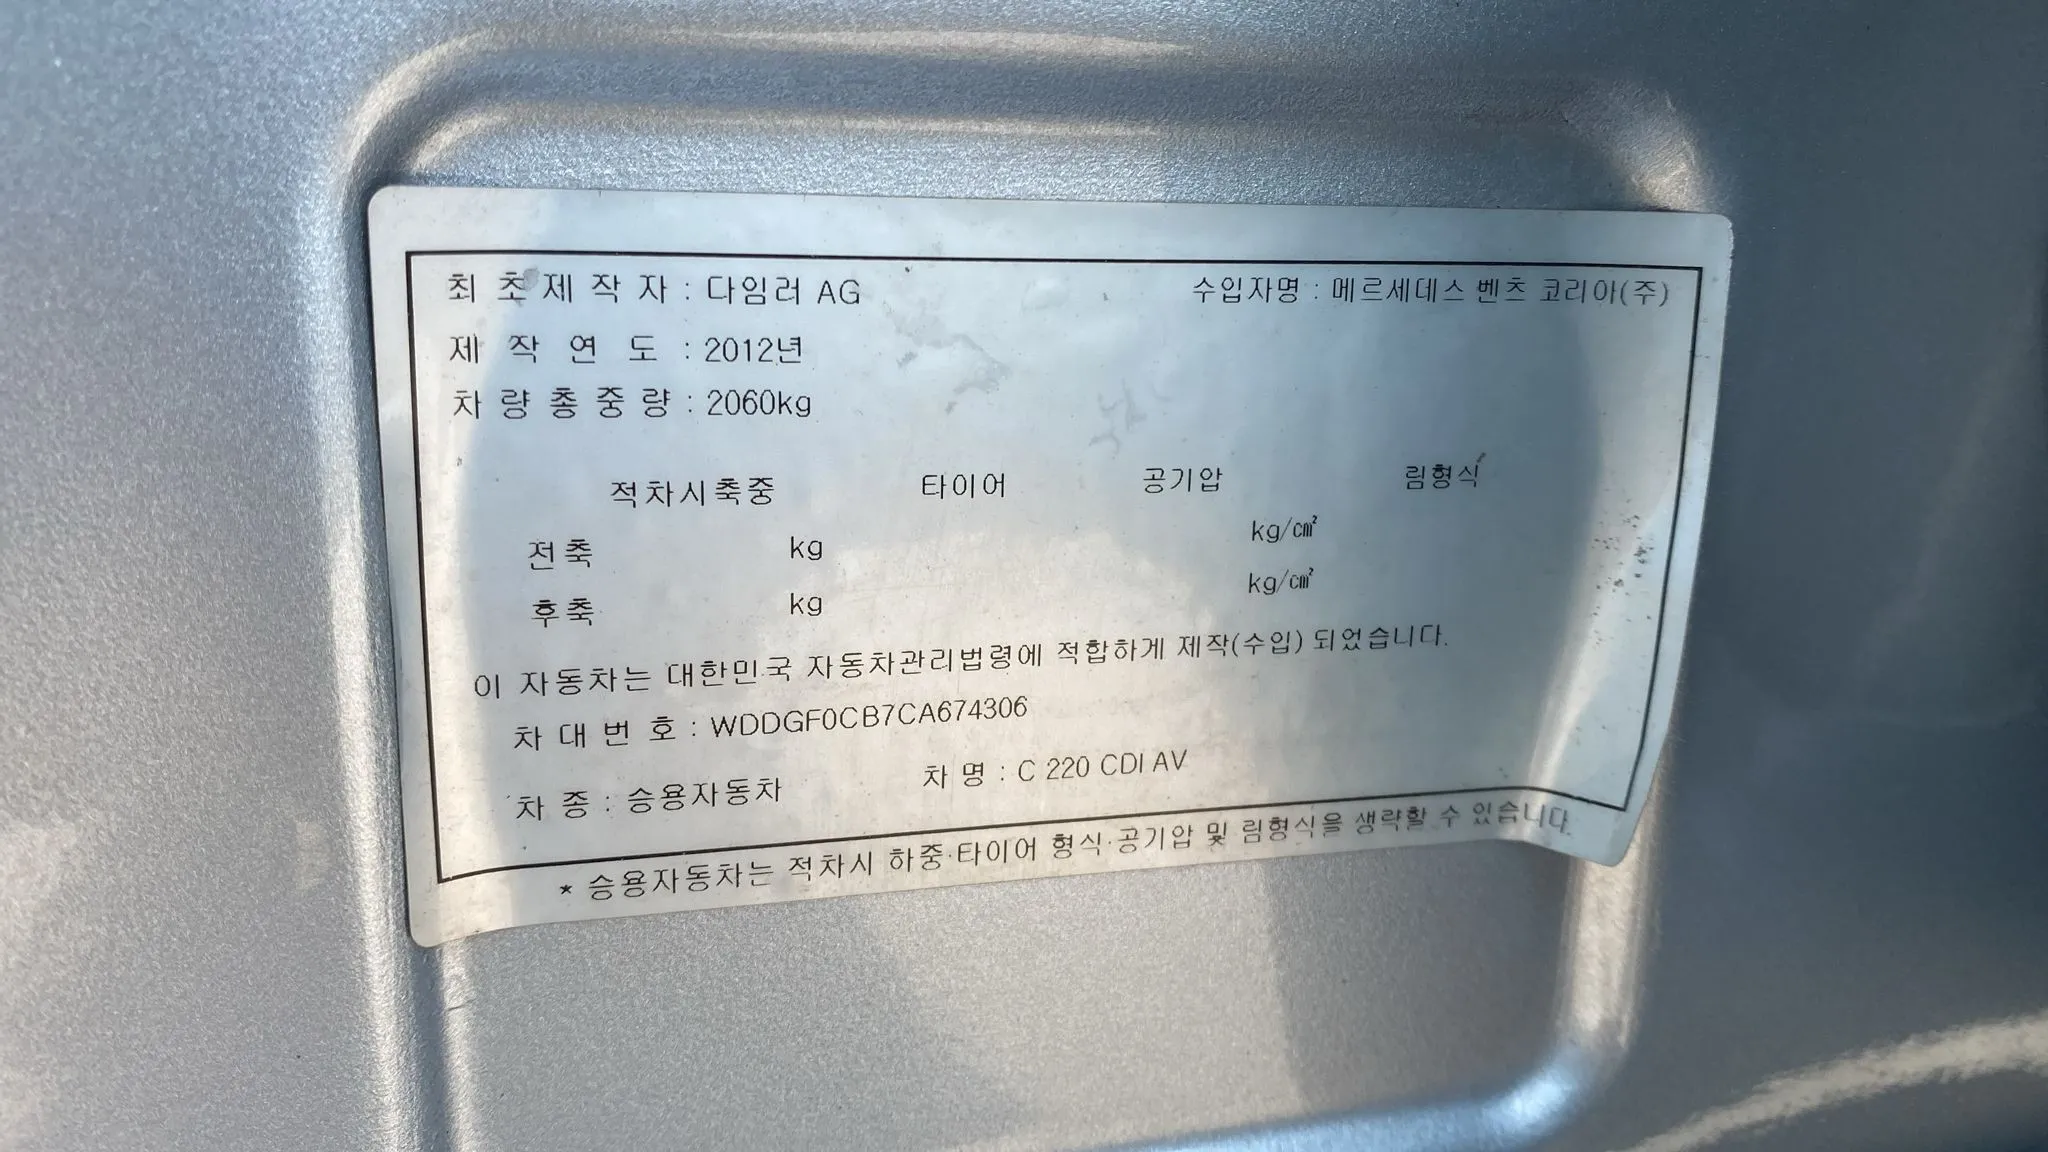 최초제작자 : 다임러 AG 수입자명 : 메르세데스 벤츠 코리아(주)
제작연도 : 2012년
차량총중량 : 2060kg
적차시축중 타이어 공기압 림형식
전축 kg kg/㎠
후축 kg kg/㎠
이 자동차는 대한민국 자동차관리법령에 적합하게 제작(수입) 되었습니다.
차대번호 : WDDGF0CB7CA674306
차종 : 승용자동차 차명 : C 220 CDI AV
* 승용자동차는 적차시 하중·타이어 형식·공기압 및 림형식을 생략할 수 있습니다.